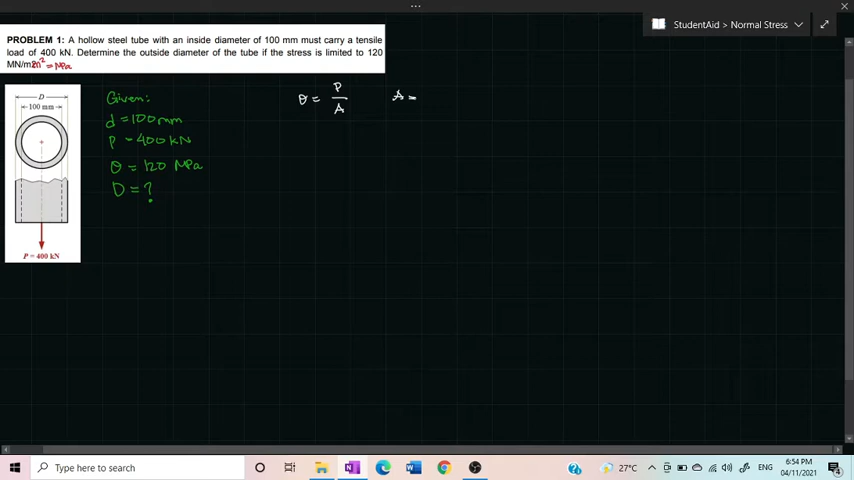 StudentAid > Normal Stress
PROBLEM 1: A hollow steel tube with an inside diameter of 100 mm must carry a tensile
load of 400 kN. Determine the outside diameter of the tube if the stress is limited to 120
MN/m2m² = MPa
D
100 mm
P = 400 kN
Given:
d = 100 mm
P = 400 kN
σ = 120 MPa
D = ?
σ = P
A
A =
Type here to search
27°C
ENG
6:54 PM
04/11/2021
4